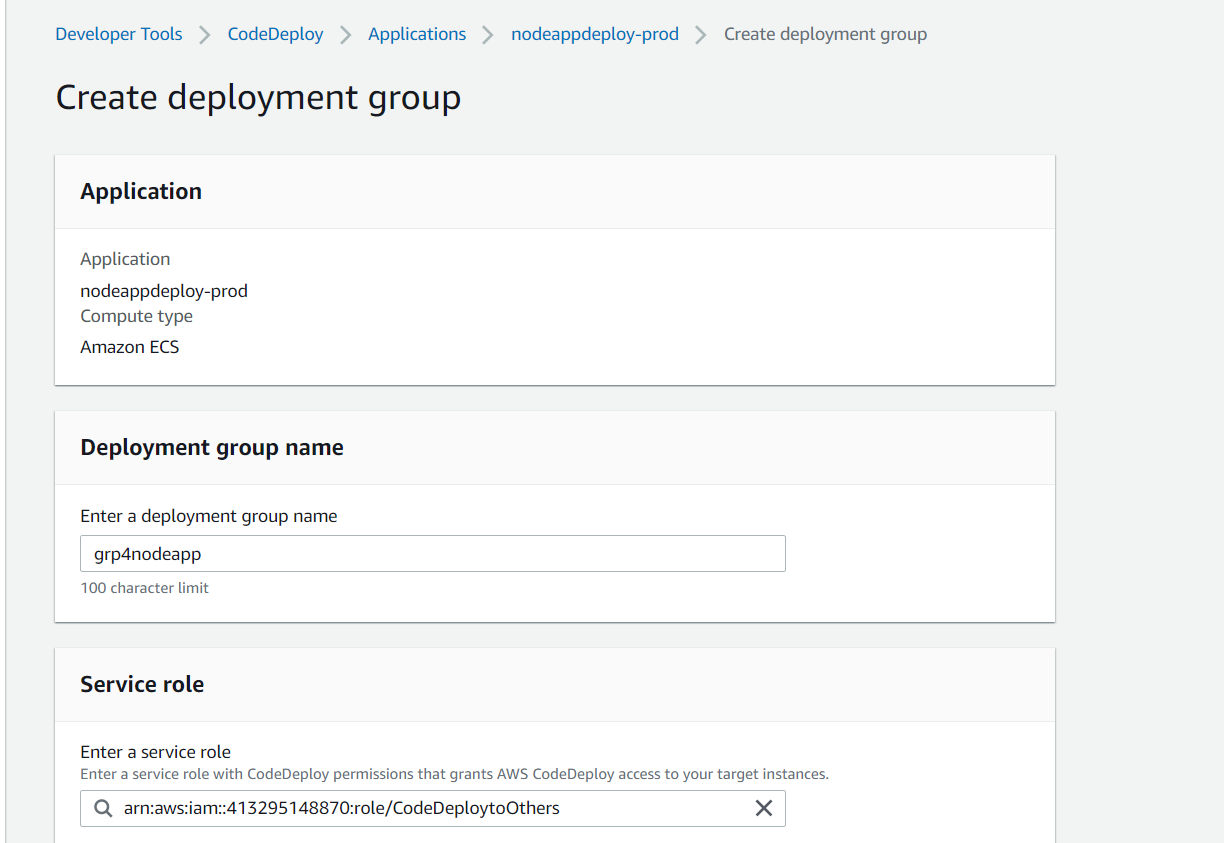 Developer Tools > CodeDeploy > Applications > nodeappdeploy-prod > Create deployment group
Create deployment group
Application
Application
nodeappdeploy-prod
Compute type
Amazon ECS
Deployment group name
Enter a deployment group name
grp4nodeapp
100 character limit
Service role
Enter a service role
Enter a service role with CodeDeploy permissions that grants AWS CodeDeploy access to your target instances.
arn:aws:iam::413295148870:role/CodeDeploytoOthers